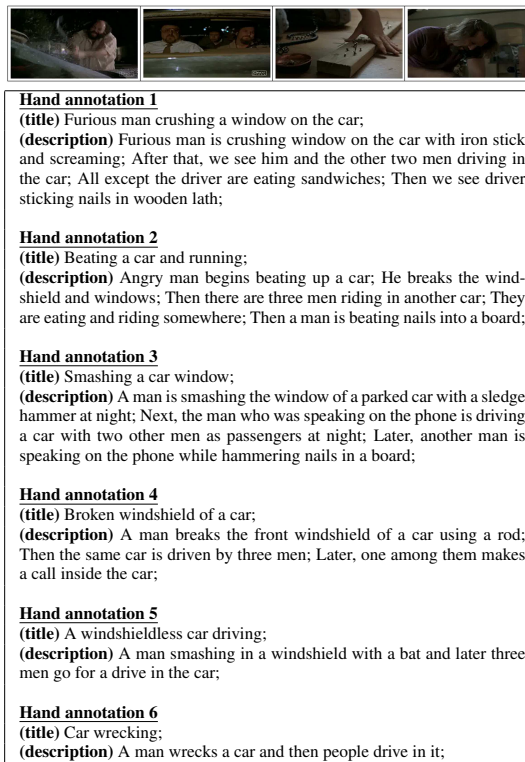 Hand annotation 1
(title) Furious man crushing a window on the car;
(description) Furious man is crushing window on the car with iron stick
and screaming; After that, we see him and the other two men driving in
the car; All except the driver are eating sandwiches; Then we see driver
sticking nails in wooden lath;
Hand annotation 2
(title) Beating a car and running;
(description) Angry man begins beating up a car; He breaks the wind-
shield and windows; Then there are three men riding in another car; They
are eating and riding somewhere; Then a man is beating nails into a board;
Hand annotation 3
(title) Smashing a car window;
(description) A man is smashing the window of a parked car with a sledge
hammer at night; Next, the man who was speaking on the phone is driving
a car with two other men as passengers at night; Later, another man is
speaking on the phone while hammering nails in a board;
Hand annotation 4
(title) Broken windshield of a car;
(description) A man breaks the front windshield of a car using a rod;
Then the same car is driven by three men; Later, one among them makes
a call inside the car;
Hand annotation 5
(title) A windshieldless car driving;
(description) A man smashing in a windshield with a bat and later three
men go for a drive in the car;
Hand annotation 6
(title) Car wrecking;
(description) A man wrecks a car and then people drive in it;